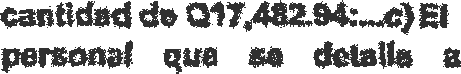 cantidad de Q17,482.94:...c) El
personal que se detalla a